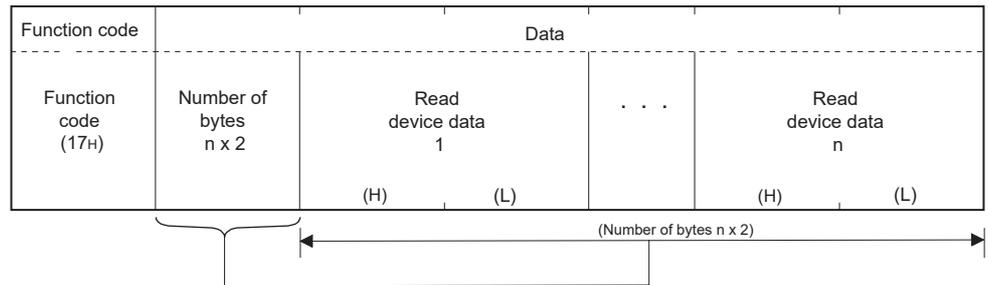 Function code
Data
Function
code
(17H)
Number of
bytes
n x 2
Read
device data
1
(H)
(L)
. . .
Read
device data
n
(H)
(L)
(Number of bytes n x 2)